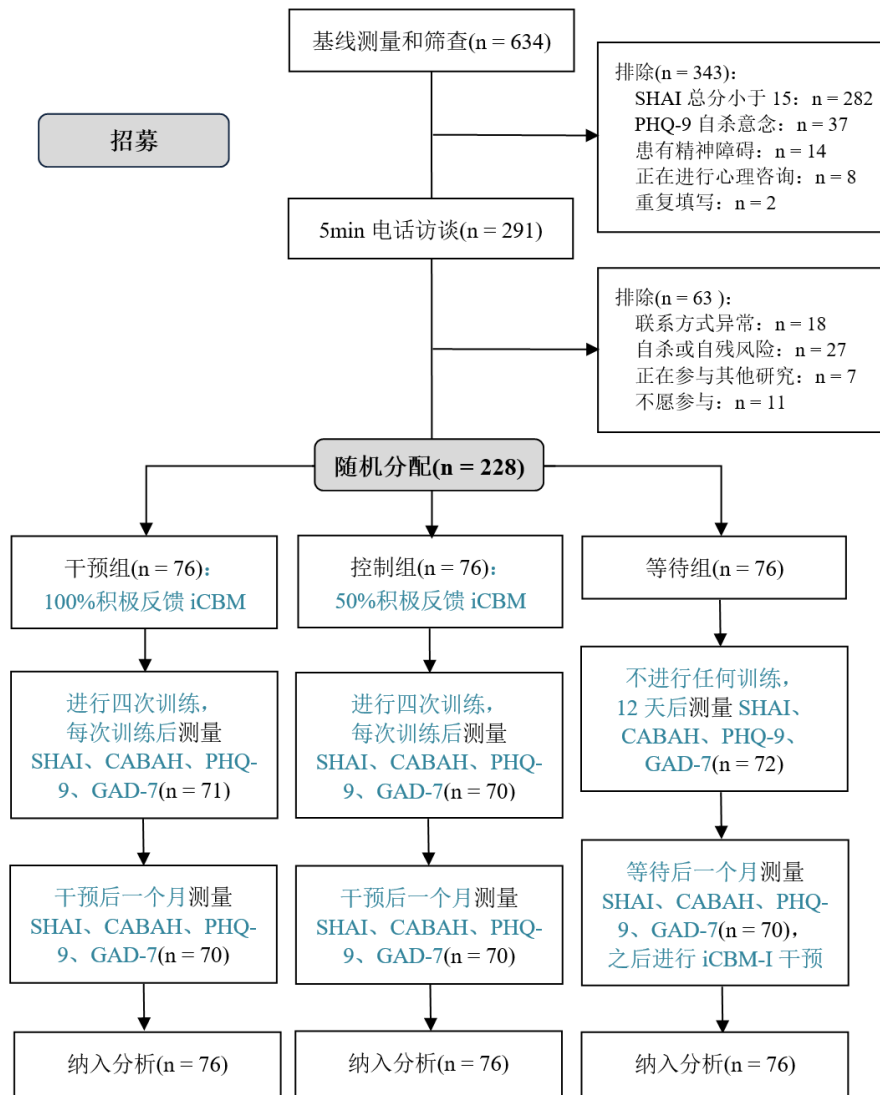 基线测量和筛查(n = 634)
排除(n = 343)：
SHAI 总分小于 15：n = 282
PHQ-9 自杀意念：n = 37
患有精神障碍：n = 14
正在进行心理咨询：n = 8
重复填写：n = 2
招募
5min 电话访谈(n = 291)
排除(n = 63 )：
联系方式异常：n = 18
自杀或自残风险：n = 27
正在参与其他研究：n = 7
不愿参与：n = 11
随机分配(n = 228)
干预组(n = 76)：
100%积极反馈 iCBM
控制组(n = 76)：
50%积极反馈 iCBM
等待组(n = 76)
进行四次训练，
每次训练后测量
SHAI、CABAH、PHQ-
9、GAD-7(n = 71)
进行四次训练，
每次训练后测量
SHAI、CABAH、PHQ-
9、GAD-7(n = 70)
不进行任何训练，
12 天后测量 SHAI、
CABAH、PHQ-9、
GAD-7(n = 72)
干预后一个月测量
SHAI、CABAH、PHQ-
9、GAD-7(n = 70)
干预后一个月测量
SHAI、CABAH、PHQ-
9、GAD-7(n = 70)
等待后一个月测量
SHAI、CABAH、PHQ-
9、GAD-7(n = 70)，
之后进行 iCBM-I 干预
纳入分析(n = 76)
纳入分析(n = 76)
纳入分析(n = 76)